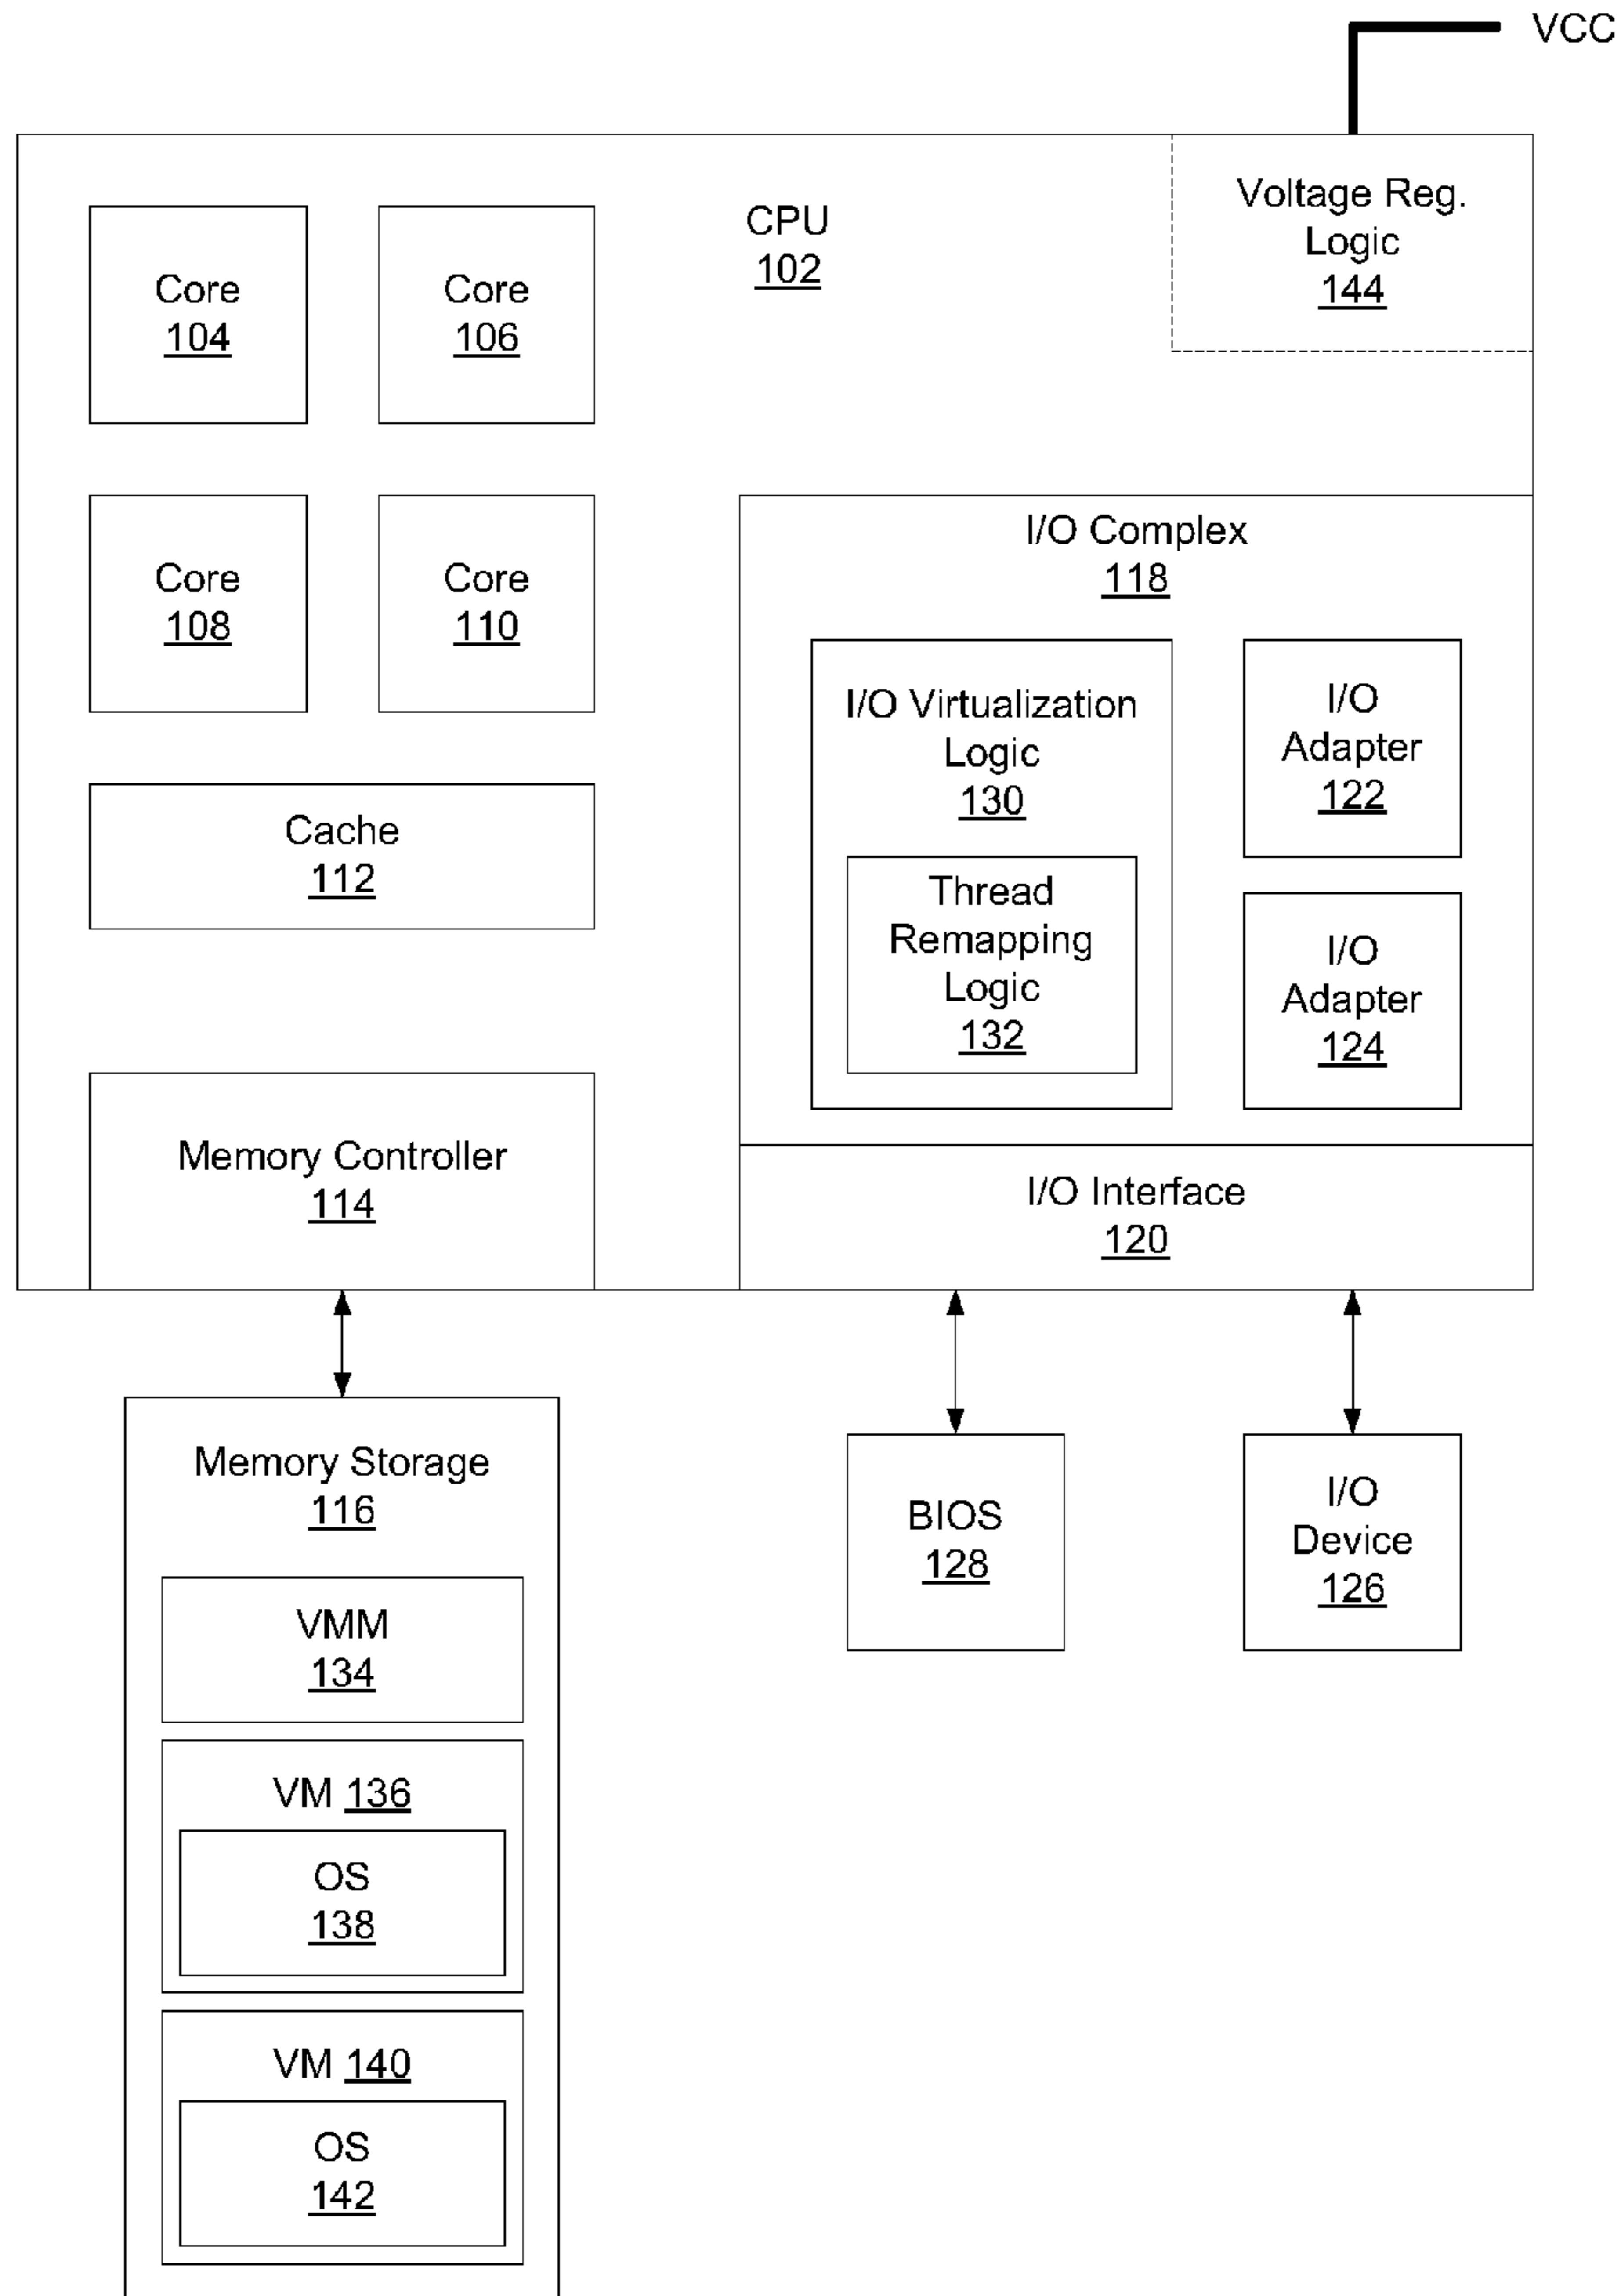 VCC
CPU
102
Voltage Reg.
Logic
144
Core
104
Core
106
Core
108
Core
110
Cache
112
Memory Controller
114
I/O Complex
118
I/O Virtualization
Logic
130
Thread
Remapping
Logic
132
I/O
Adapter
122
I/O
Adapter
124
I/O Interface
120
Memory Storage
116
VMM
134
VM 136
OS
138
VM 140
OS
142
BIOS
128
I/O
Device
126